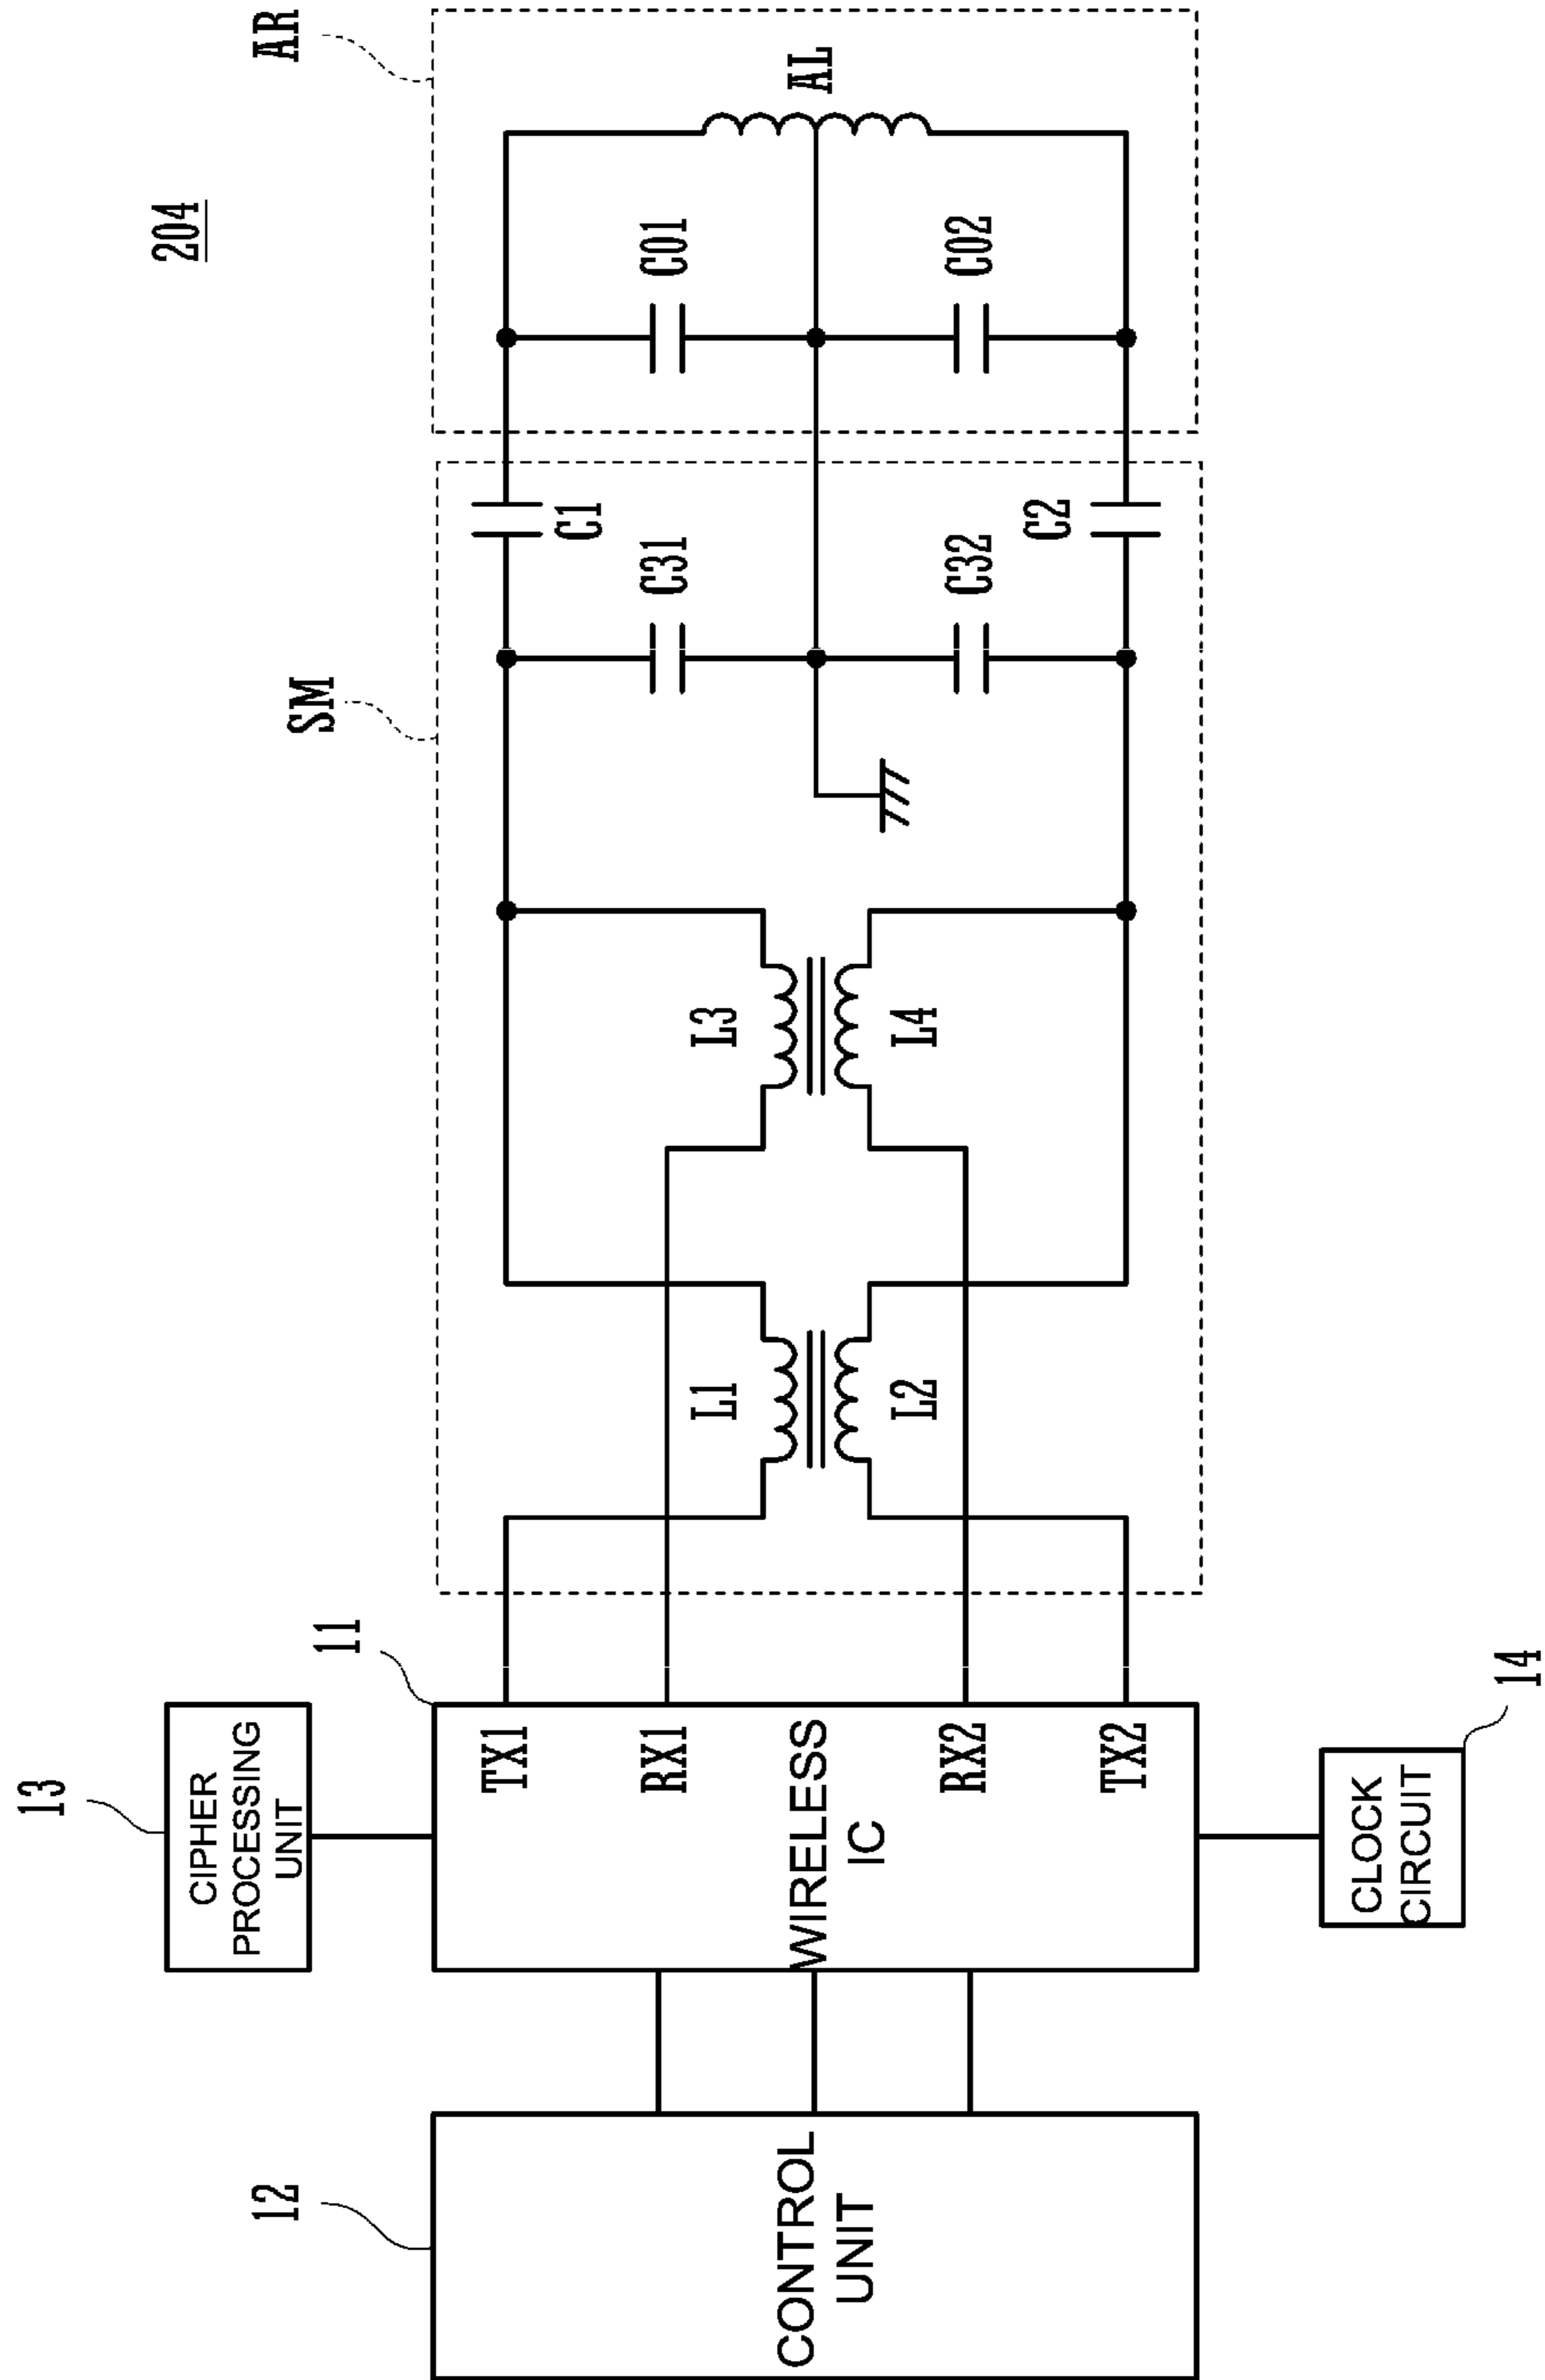 204
AR
SM
11
13
12
14
CIPHER
PROCESSING
UNIT
CONTROL
UNIT
WIRELESS
IC
TX1
RX1
RX2
TX2
CLOCK
CIRCUIT
L1
L2
L3
L4
C31
C32
C1
C2
C01
C02
AL